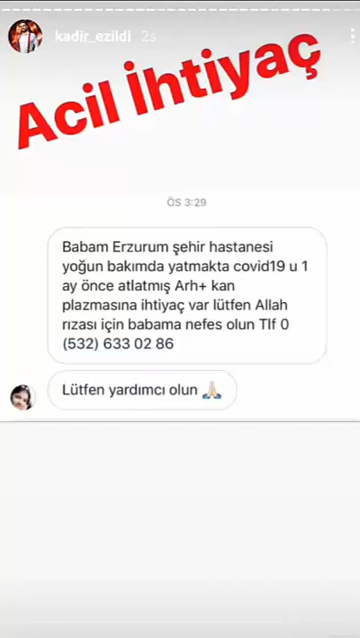 kadir_ezildi 2s
Acil İhtiyaç
ÖS 3:29
Babam Erzurum şehir hastanesi
yoğun bakımda yatmakta covid19 u 1
ay önce atlatmış Arh+ kan
plazmasına ihtiyaç var lütfen Allah
rızası için babama nefes olun Tlf 0
(532) 633 02 86
Lütfen yardımcı olun 🙏🏻